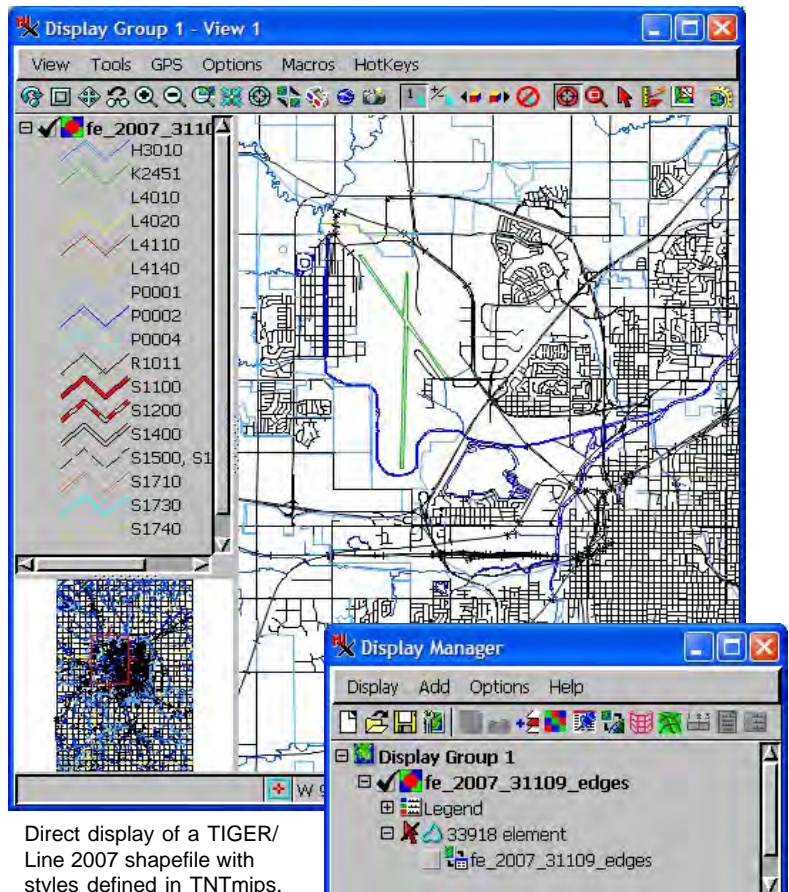 Display Group 1 - View 1
View Tools GPS Options Macros HotKeys
fe_2007_3110
H3010
K2451
L4010
L4020
L4110
L4140
P0001
P0002
P0004
R1011
S1100
S1200
S1400
S1500, S1
S1710
S1730
S1740
W 9
Display Manager
Display Add Options Help
Display Group 1
fe_2007_31109_edges
Legend
33918 element
fe_2007_31109_edges
Direct display of a TIGER/
Line 2007 shapefile with
styles defined in TNTmips.